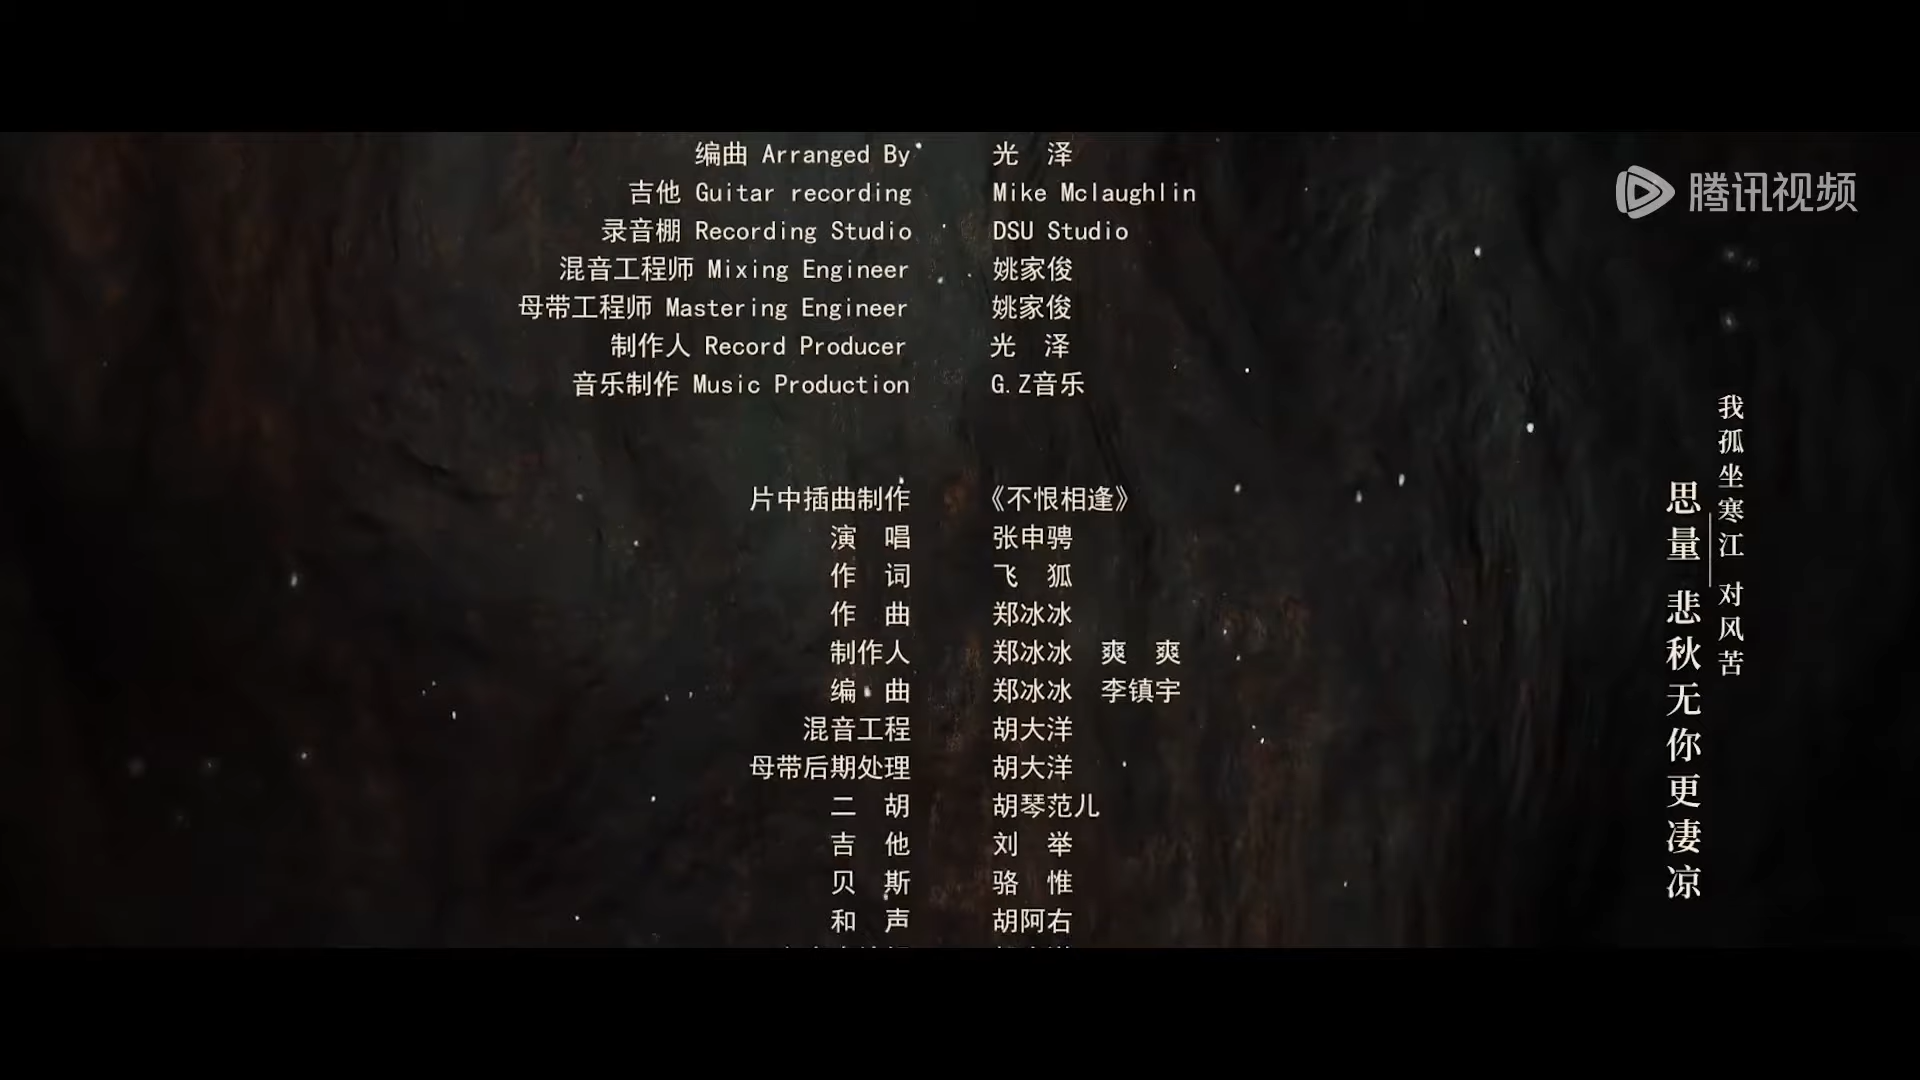 编曲 Arranged By 光 泽
吉他 Guitar recording Mike Mclaughlin
录音棚 Recording Studio DSU Studio
混音工程师 Mixing Engineer 姚家俊
母带工程师 Mastering Engineer 姚家俊
制作人 Record Producer 光 泽
音乐制作 Music Production G.Z音乐
片中插曲制作 《不恨相逢》
演 唱 张申骋
作 词 飞 狐
作 曲 郑冰冰
制作人 郑冰冰 爽 爽
编 曲 郑冰冰 李镇宇
混音工程 胡大洋
母带后期处理 胡大洋
二 胡 胡琴范儿
吉 他 刘 举
贝 斯 骆 惟
和 声 胡阿右
腾讯视频
我孤坐寒江 对风苦
思量 悲秋无你更凄凉